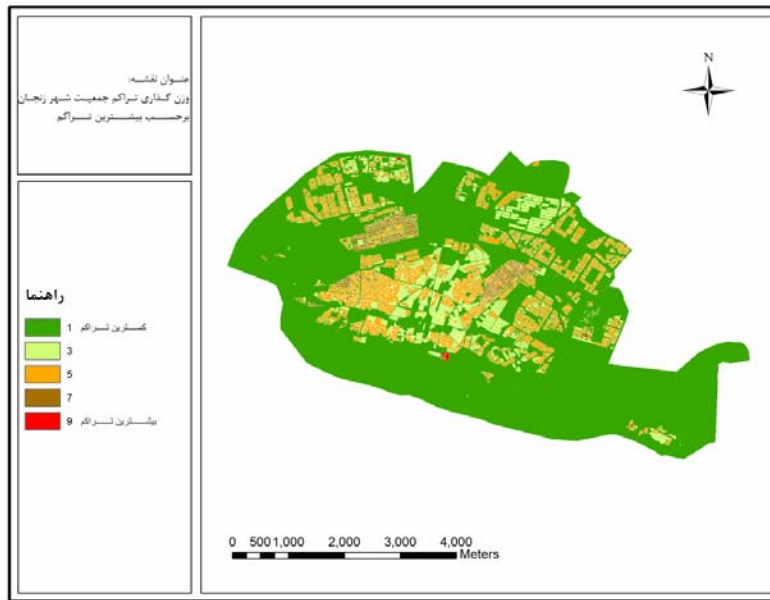 عنوان نقشه:
وزن گذاری تراکم جمعیت شهر زنجان
برحسب بیشترین تراکم
N
راهنما
1 کمترین تراکم
3
5
7
9 بیشترین تراکم
0 500 1,000 2,000 3,000 4,000
Meters